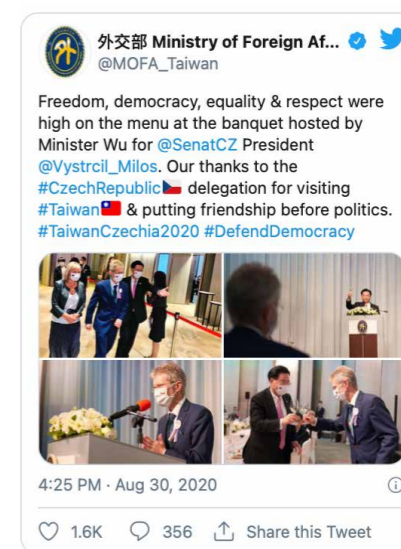 外交部 Ministry of Foreign Af...
@MOFA_Taiwan
Freedom, democracy, equality & respect were
high on the menu at the banquet hosted by
Minister Wu for @SenatCZ President
@Vystrcil_Milos. Our thanks to the
#CzechRepublic🇨🇿 delegation for visiting
#Taiwan🇹🇼 & putting friendship before politics.
#TaiwanCzechia2020 #DefendDemocracy
4:25 PM · Aug 30, 2020
1.6K 356 Share this Tweet